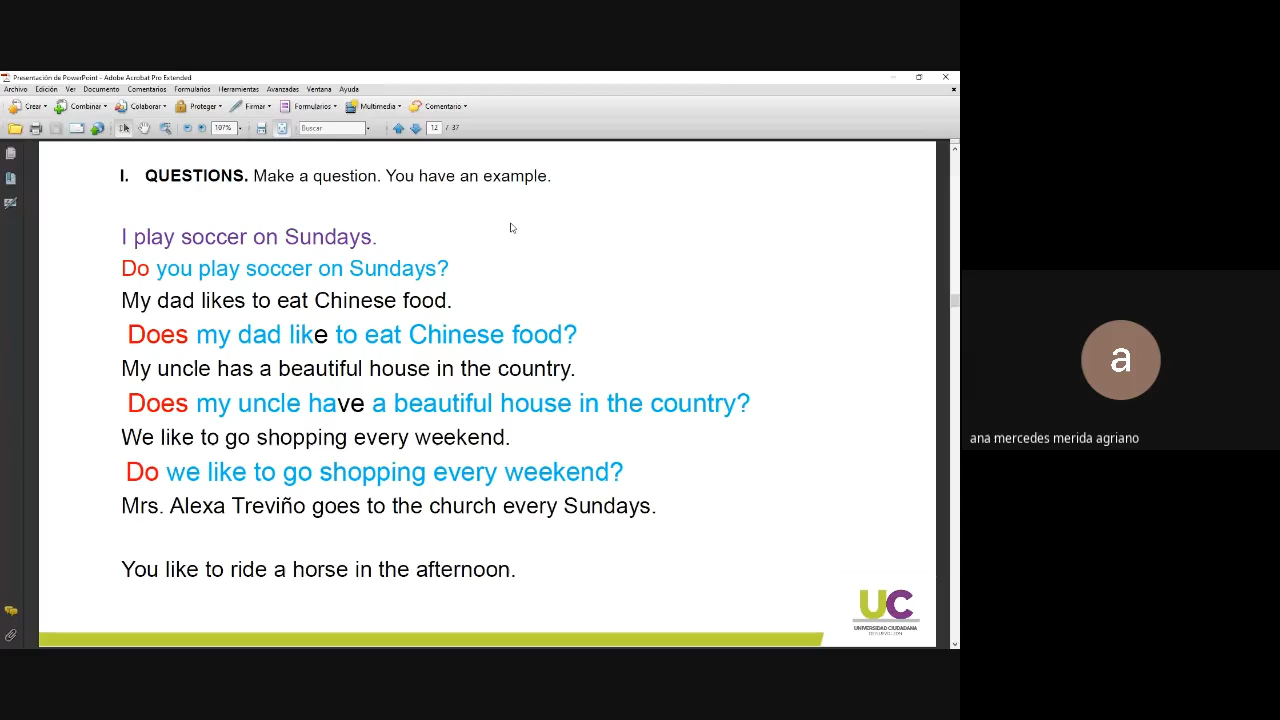 Presentación de PowerPoint - Adobe Acrobat Pro Extended
Archivo Edición Ver Documento Comentarios Formularios Herramientas Avanzadas Ventana Ayuda
Crear Combinar Colaborar Proteger Firmar Formularios Multimedia Comentario
107% Buscar 12 / 37
I. QUESTIONS. Make a question. You have an example.
I play soccer on Sundays.
Do you play soccer on Sundays?
My dad likes to eat Chinese food.
Does my dad like to eat Chinese food?
My uncle has a beautiful house in the country.
Does my uncle have a beautiful house in the country?
We like to go shopping every weekend.
Do we like to go shopping every weekend?
Mrs. Alexa Treviño goes to the church every Sundays.
You like to ride a horse in the afternoon.
UC
UNIVERSIDAD CIUDADANA
DE NUEVO LEÓN
a
ana mercedes merida agriano